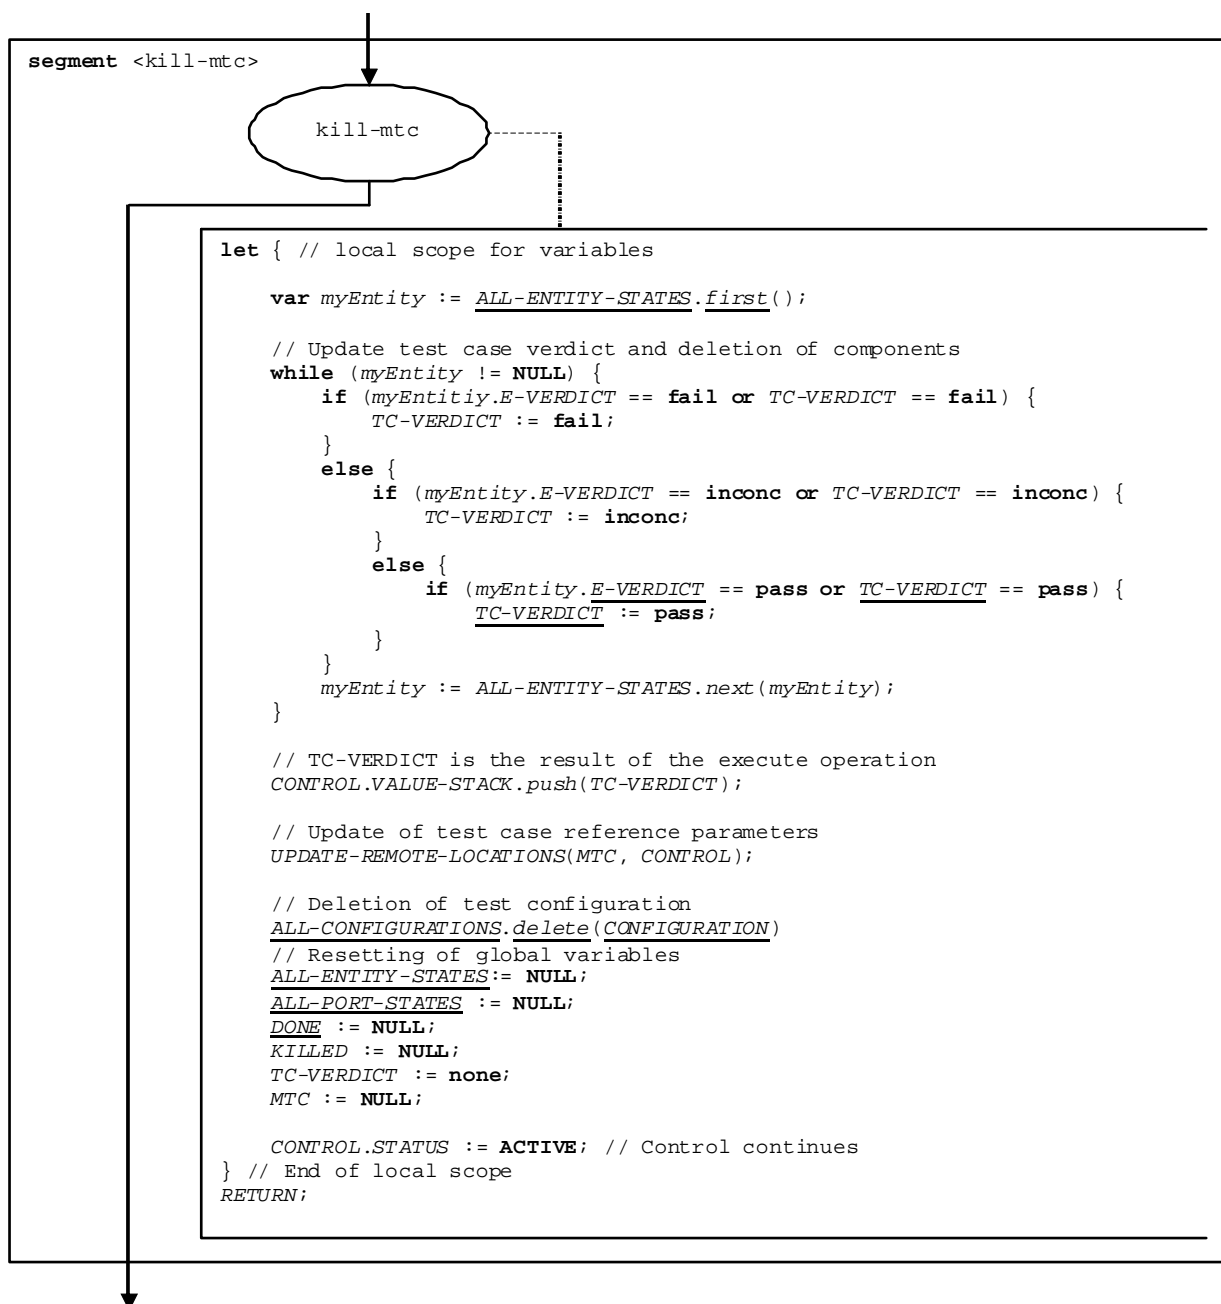 segment <kill-mtc>
kill-mtc
let { // local scope for variables
var myEntity := ALL-ENTITY-STATES.first();
// Update test case verdict and deletion of components
while (myEntity != NULL) {
if (myEntitiy.E-VERDICT == fail or TC-VERDICT == fail) {
TC-VERDICT := fail;
}
else {
if (myEntity.E-VERDICT == inconc or TC-VERDICT == inconc) {
TC-VERDICT := inconc;
}
else {
if (myEntity.E-VERDICT == pass or TC-VERDICT == pass) {
TC-VERDICT := pass;
}
}
myEntity := ALL-ENTITY-STATES.next(myEntity);
}
// TC-VERDICT is the result of the execute operation
CONTROL.VALUE-STACK.push(TC-VERDICT);
// Update of test case reference parameters
UPDATE-REMOTE-LOCATIONS(MTC, CONTROL);
// Deletion of test configuration
ALL-CONFIGURATIONS.delete(CONFIGURATION)
// Resetting of global variables
ALL-ENTITY-STATES:= NULL;
ALL-PORT-STATES := NULL;
DONE := NULL;
KILLED := NULL;
TC-VERDICT := none;
MTC := NULL;
CONTROL.STATUS := ACTIVE; // Control continues
} // End of local scope
RETURN;